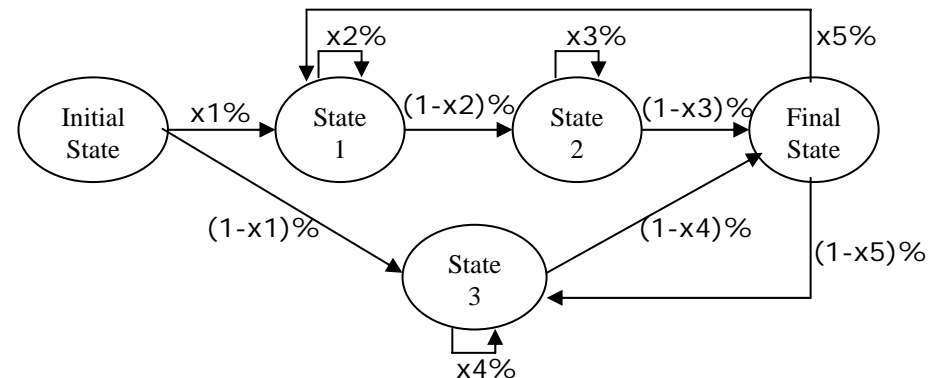 x2%
x3%
x5%
Initial
State
x1%
State
1
(1-x2)%
State
2
(1-x3)%
Final
State
(1-x1)%
State
3
(1-x4)%
(1-x5)%
x4%